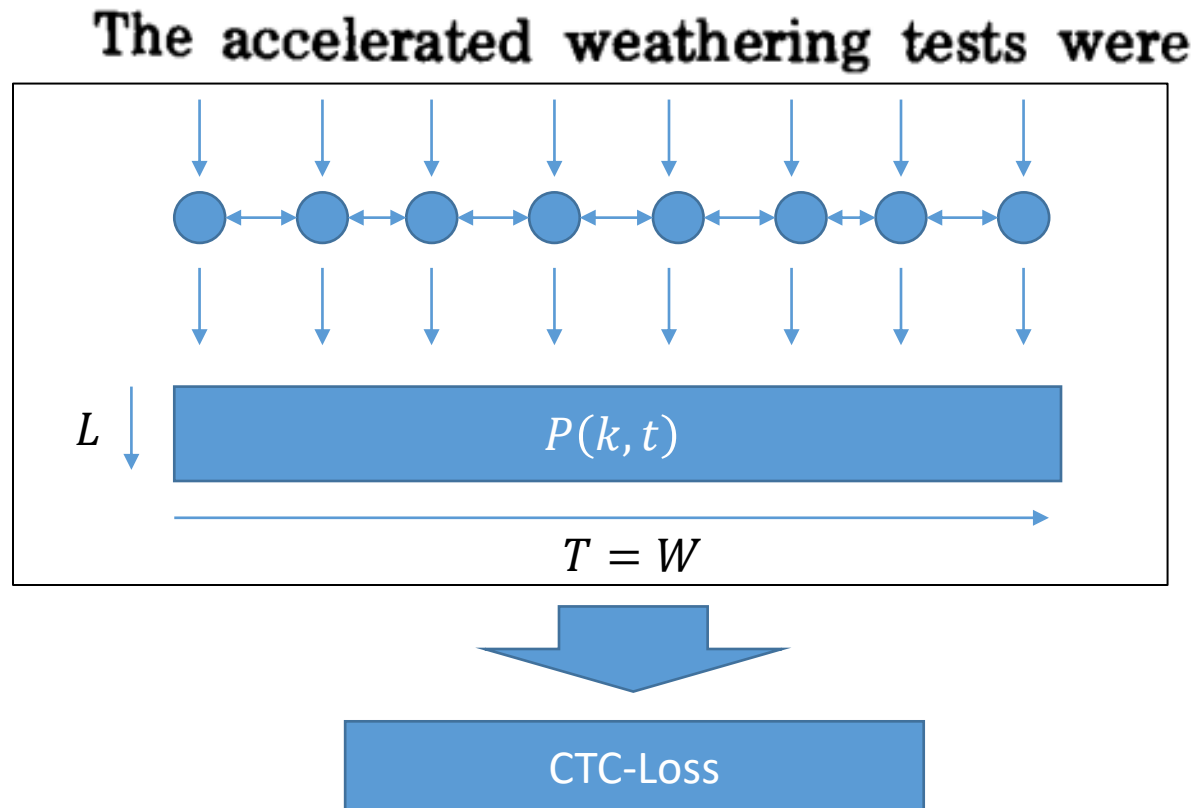 The accelerated weathering tests were
L
P(k, t)
T = W
CTC-Loss